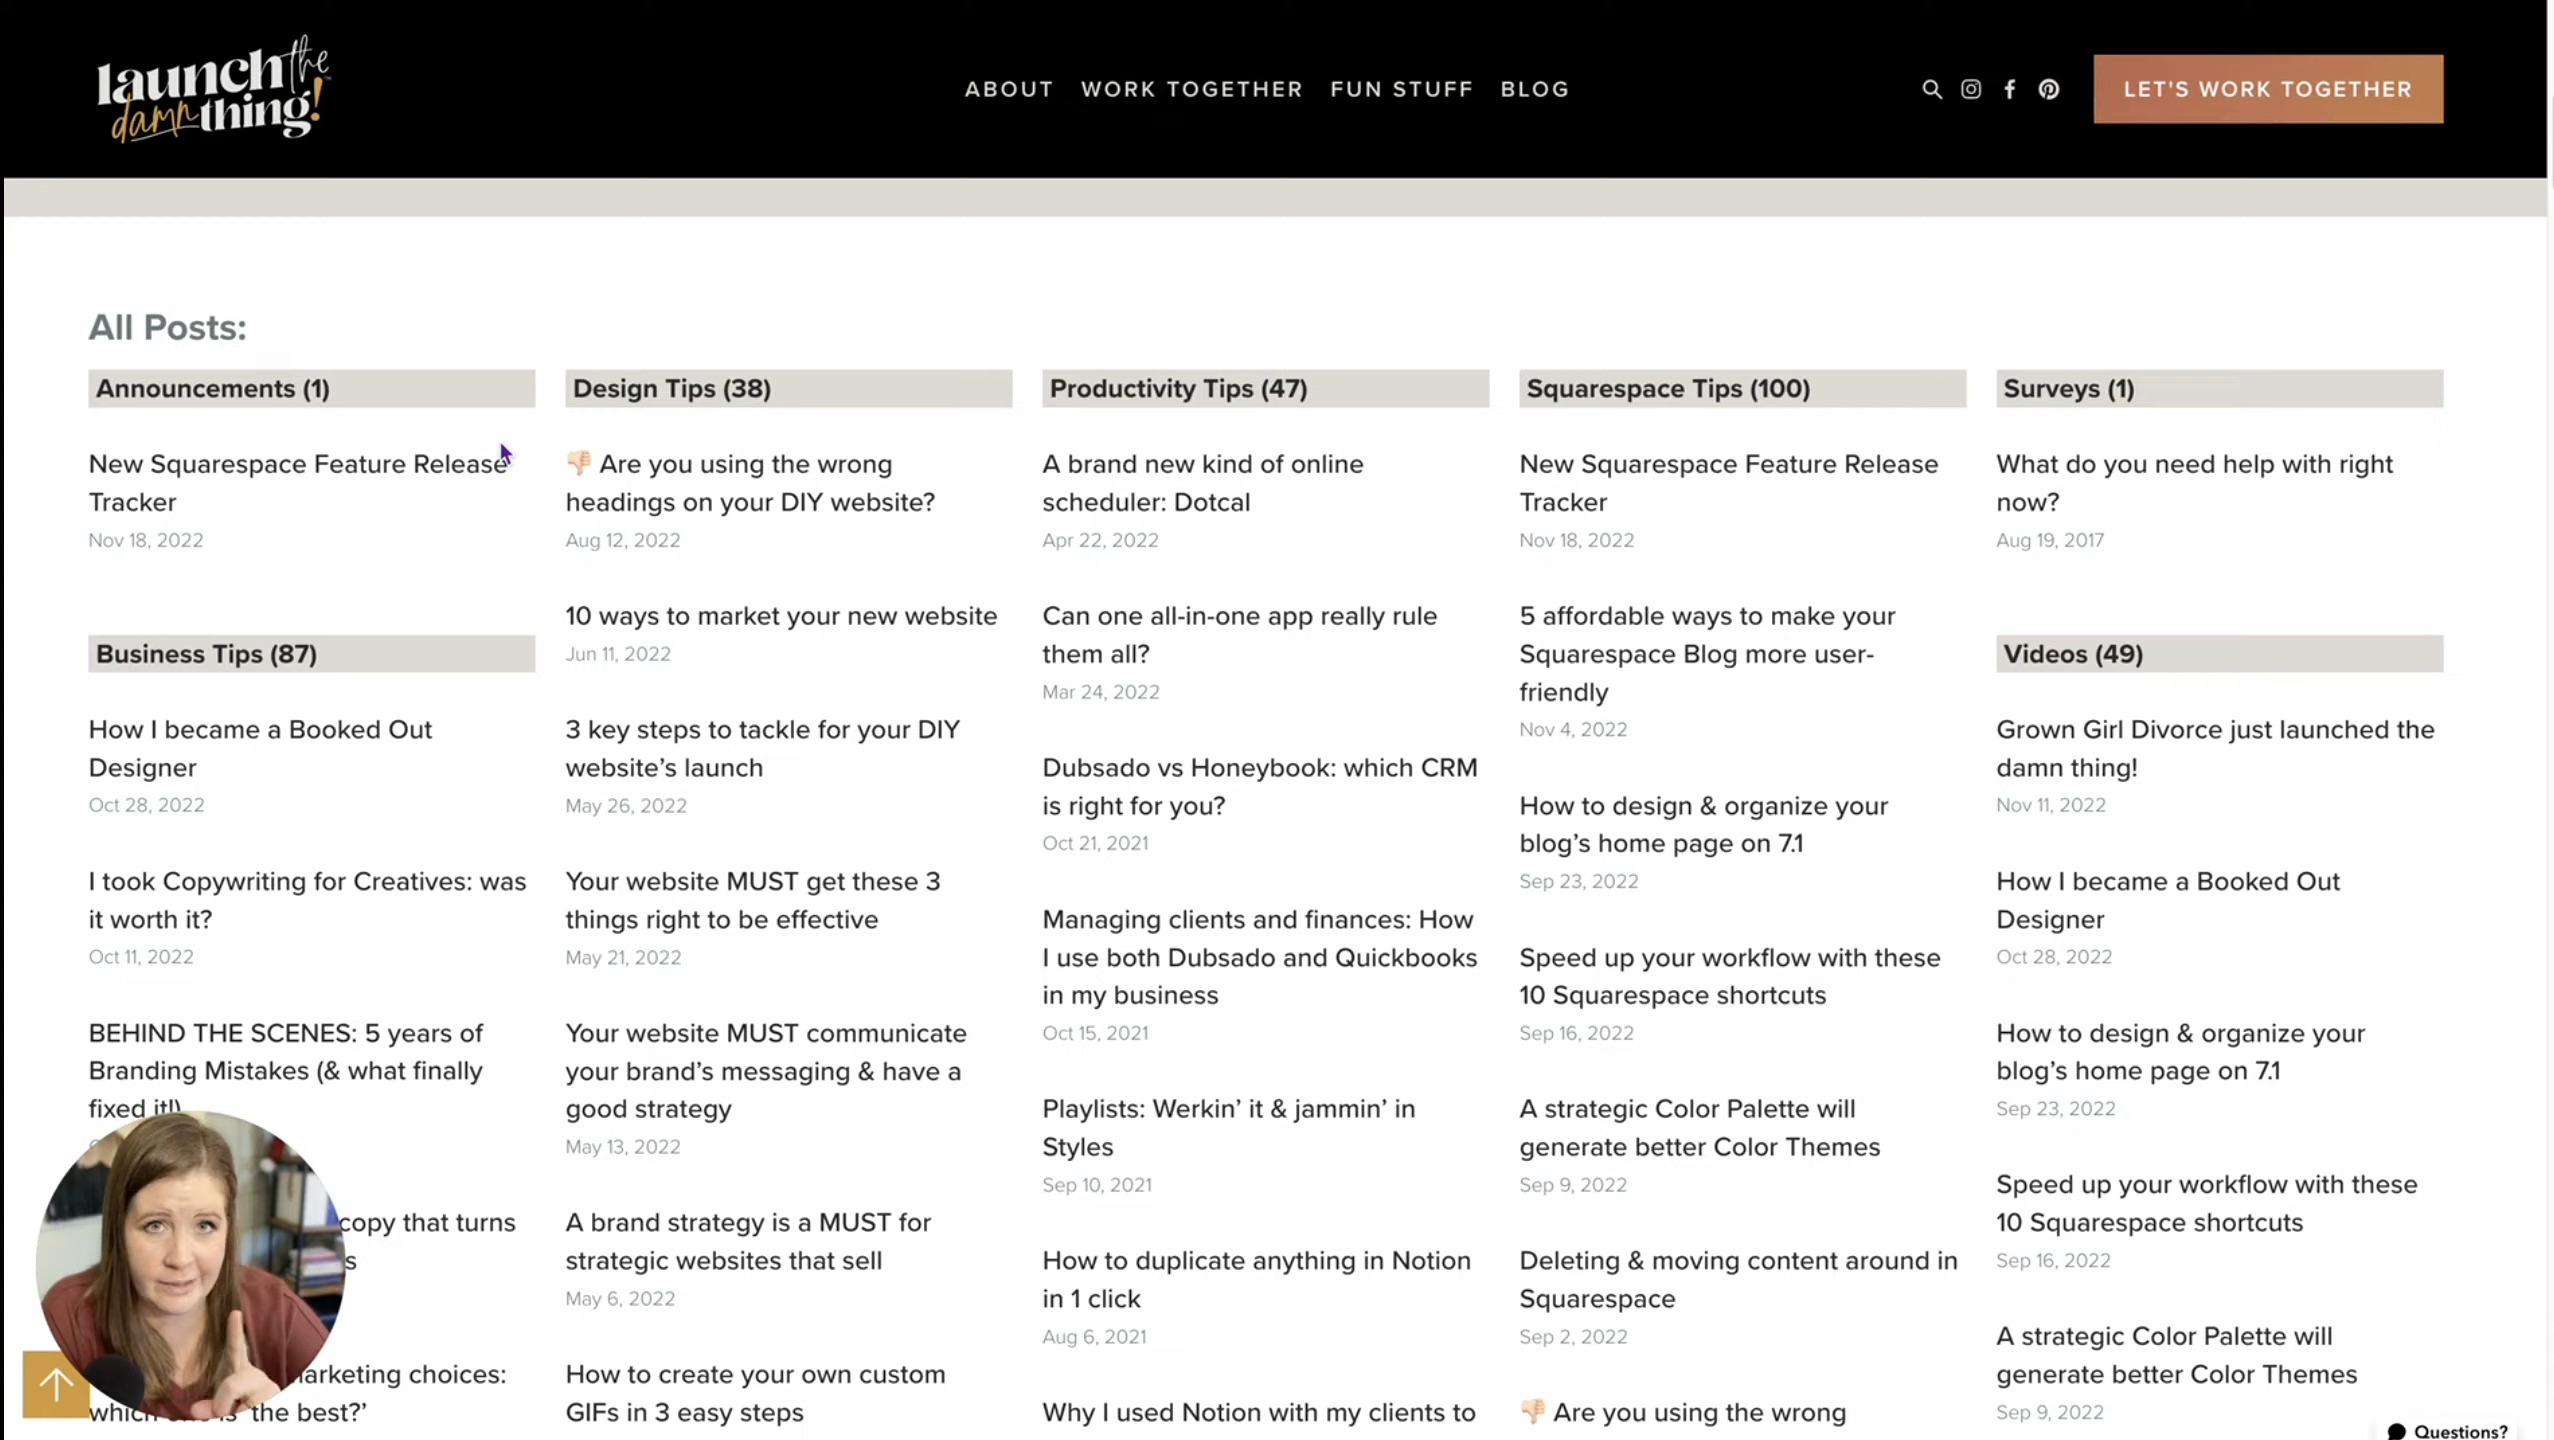 launch the
damn thing!
ABOUT
WORK TOGETHER
FUN STUFF
BLOG
LET'S WORK TOGETHER
All Posts:
Announcements (1)
New Squarespace Feature Release
Tracker
Nov 18, 2022
Business Tips (87)
How I became a Booked Out
Designer
Oct 28, 2022
I took Copywriting for Creatives: was
it worth it?
Oct 11, 2022
BEHIND THE SCENES: 5 years of
Branding Mistakes (& what finally
fixed it!)
copy that turns
s
marketing choices:
which one is 'the best?'
Design Tips (38)
👎🏻 Are you using the wrong
headings on your DIY website?
Aug 12, 2022
10 ways to market your new website
Jun 11, 2022
3 key steps to tackle for your DIY
website's launch
May 26, 2022
Your website MUST get these 3
things right to be effective
May 21, 2022
Your website MUST communicate
your brand's messaging & have a
good strategy
May 13, 2022
A brand strategy is a MUST for
strategic websites that sell
May 6, 2022
How to create your own custom
GIFs in 3 easy steps
Productivity Tips (47)
A brand new kind of online
scheduler: Dotcal
Apr 22, 2022
Can one all-in-one app really rule
them all?
Mar 24, 2022
Dubsado vs Honeybook: which CRM
is right for you?
Oct 21, 2021
Managing clients and finances: How
I use both Dubsado and Quickbooks
in my business
Oct 15, 2021
Playlists: Werkin' it & jammin' in
Styles
Sep 10, 2021
How to duplicate anything in Notion
in 1 click
Aug 6, 2021
Why I used Notion with my clients to
Squarespace Tips (100)
New Squarespace Feature Release
Tracker
Nov 18, 2022
5 affordable ways to make your
Squarespace Blog more user-
friendly
Nov 4, 2022
How to design & organize your
blog's home page on 7.1
Sep 23, 2022
Speed up your workflow with these
10 Squarespace shortcuts
Sep 16, 2022
A strategic Color Palette will
generate better Color Themes
Sep 9, 2022
Deleting & moving content around in
Squarespace
Sep 2, 2022
👎🏻 Are you using the wrong
Surveys (1)
What do you need help with right
now?
Aug 19, 2017
Videos (49)
Grown Girl Divorce just launched the
damn thing!
Nov 11, 2022
How I became a Booked Out
Designer
Oct 28, 2022
How to design & organize your
blog's home page on 7.1
Sep 23, 2022
Speed up your workflow with these
10 Squarespace shortcuts
Sep 16, 2022
A strategic Color Palette will
generate better Color Themes
Sep 9, 2022
Questions?